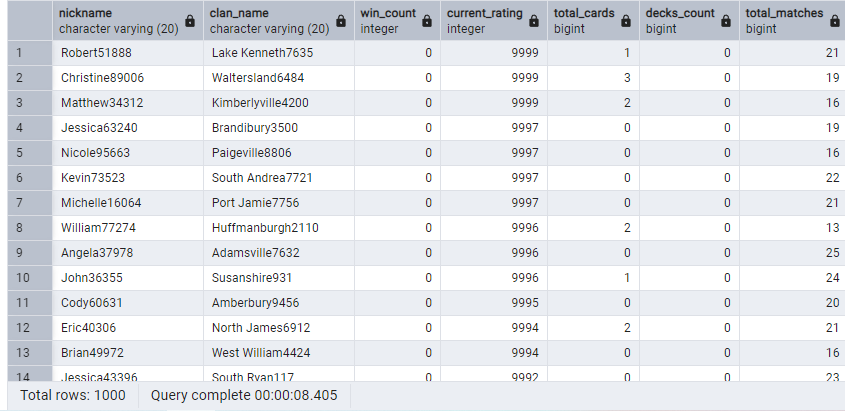 nickname clan_name win_count current_rating total_cards decks_count total_matches
character varying (20) character varying (20) integer integer bigint bigint bigint
1 Robert51888 Lake Kenneth7635 0 9999 1 0 21
2 Christine89006 Waltersland6484 0 9999 3 0 19
3 Matthew34312 Kimberlyville4200 0 9999 2 0 16
4 Jessica63240 Brandibury3500 0 9997 0 0 19
5 Nicole95663 Paigeville8806 0 9997 0 0 16
6 Kevin73523 South Andrea7721 0 9997 0 0 22
7 Michelle16064 Port Jamie7756 0 9997 0 0 21
8 William77274 Huffmanburgh2110 0 9996 2 0 13
9 Angela37978 Adamsville7632 0 9996 0 0 25
10 John36355 Susanshire931 0 9996 1 0 24
11 Cody60631 Amberbury9456 0 9995 0 0 20
12 Eric40306 North James6912 0 9994 2 0 21
13 Brian49972 West William4424 0 9994 0 0 16
14 Jessica43396 South Ryan117 0 9992 0 0 23
Total rows: 1000 Query complete 00:00:08.405